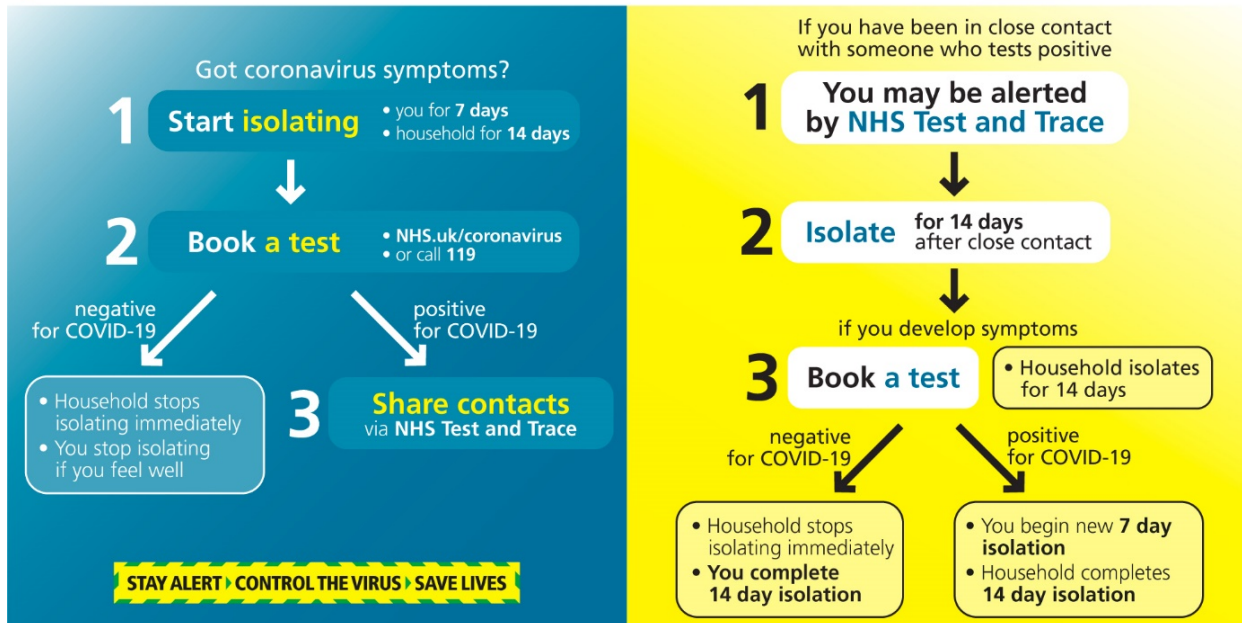 Got coronavirus symptoms?
1
Start isolating
• you for 7 days
• household for 14 days
2
Book a test
• NHS.uk/coronavirus
• or call 119
negative
for COVID-19
positive
for COVID-19
• Household stops
isolating immediately
• You stop isolating
if you feel well
3
Share contacts
via NHS Test and Trace
STAY ALERT CONTROL THE VIRUS SAVE LIVES
If you have been in close contact
with someone who tests positive
1
You may be alerted
by NHS Test and Trace
2
Isolate
for 14 days
after close contact
if you develop symptoms
3
Book a test
• Household isolates
for 14 days
negative
for COVID-19
positive
for COVID-19
• Household stops
isolating immediately
• You complete
14 day isolation
• You begin new 7 day
isolation
• Household completes
14 day isolation